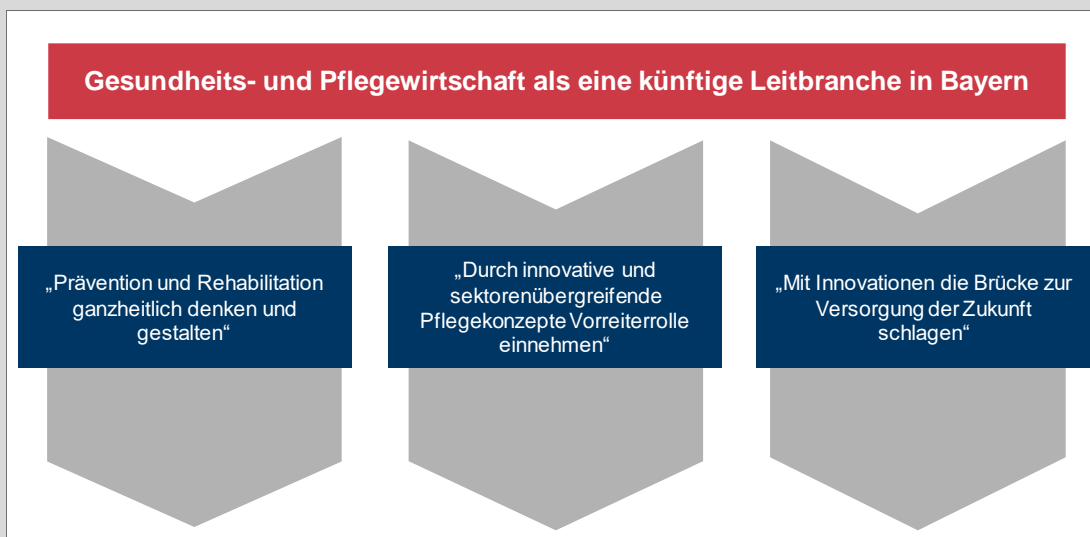 Gesundheits- und Pflegewirtschaft als eine künftige Leitbranche in Bayern
„Prävention und Rehabilitation
ganzheitlich denken und
gestalten“
„Durch innovative und
sektorenübergreifende
Pflegekonzepte Vorreiterrolle
einnehmen“
„Mit Innovationen die Brücke zur
Versorgung der Zukunft
schlagen“